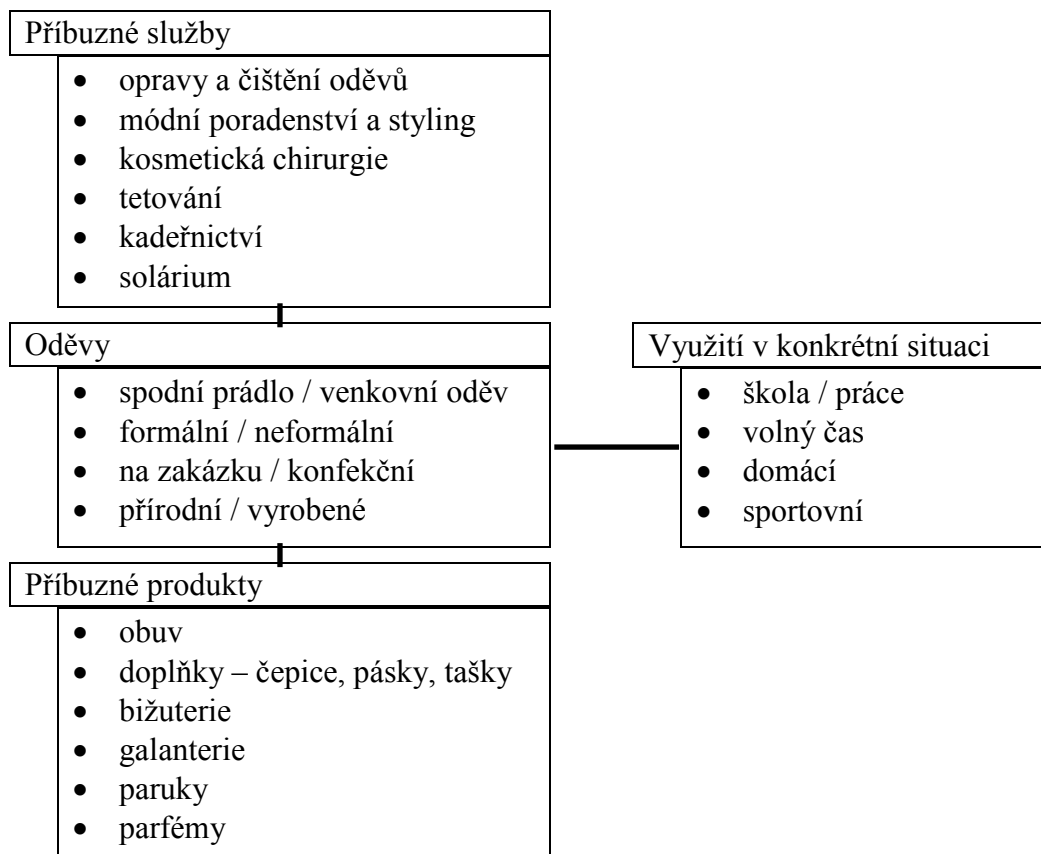 Příbuzné služby
• opravy a čištění oděvů
• módní poradenství a styling
• kosmetická chirurgie
• tetování
• kadeřnictví
• solárium
Oděvy
• spodní prádlo / venkovní oděv
• formální / neformální
• na zakázku / konfekční
• přírodní / vyrobené
Využití v konkrétní situaci
• škola / práce
• volný čas
• domácí
• sportovní
Příbuzné produkty
• obuv
• doplňky – čepice, pásky, tašky
• bižuterie
• galanterie
• paruky
• parfémy